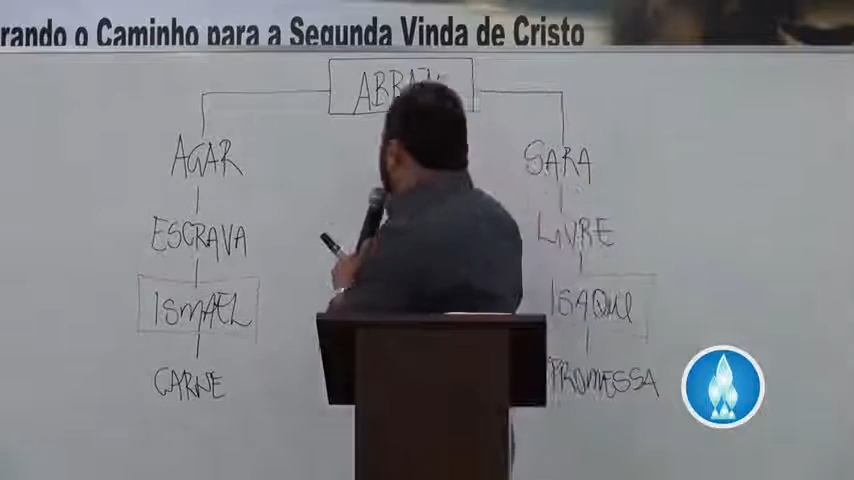 rando o Caminho para a Segunda Vinda de Cristo
AGAR
SARA
ESCRAVA
LIVRE
ISMAEL
ISAQUE
CARNE
PROMESSA